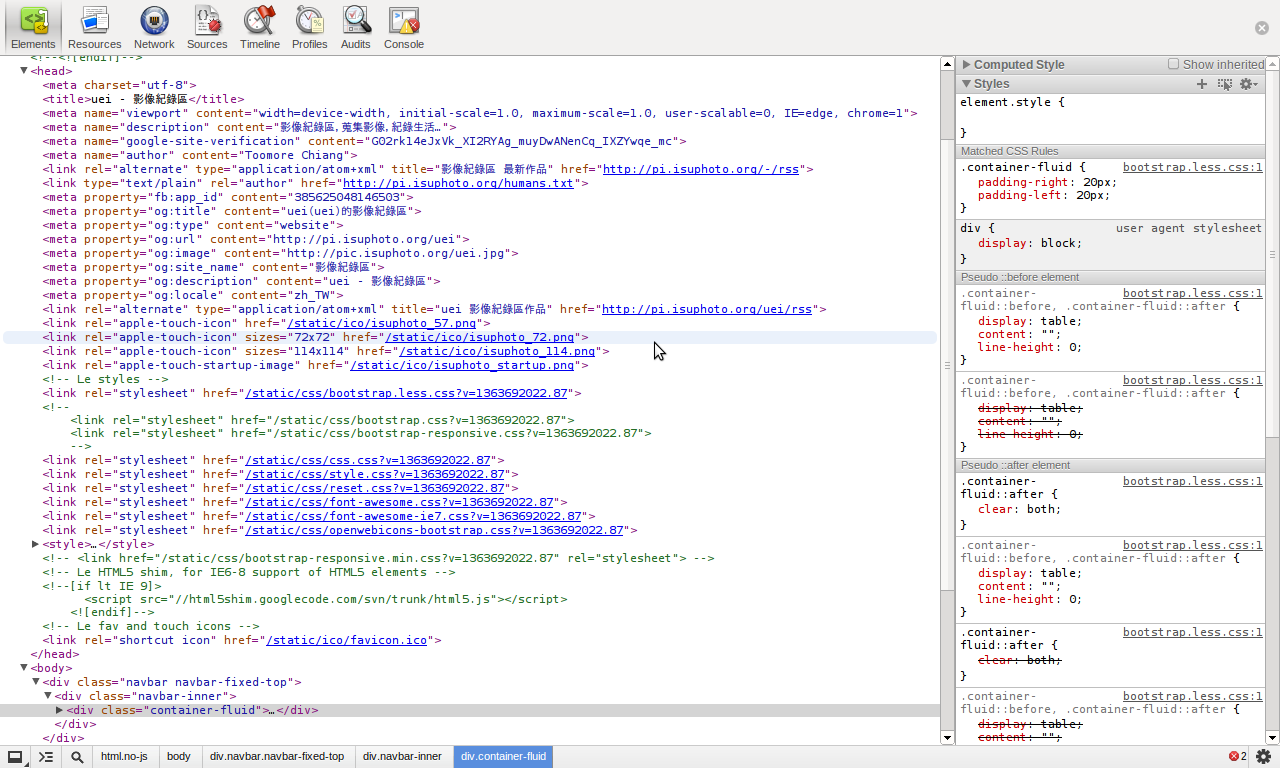 Elements Resources Network Sources Timeline Profiles Audits Console
<!--<![endif]-->
▼<head>
<meta charset="utf-8">
<title>uei - 影像紀錄區</title>
<meta name="viewport" content="width=device-width, initial-scale=1.0, maximum-scale=1.0, user-scalable=0, IE=edge, chrome=1">
<meta name="description" content="影像紀錄區,蒐集影像,紀錄生活…">
<meta name="google-site-verification" content="G02rk14eJxVk_XI2RYAg_muyDwANenCq_IXZYwqe_mc">
<meta name="author" content="Toomore Chiang">
<link rel="alternate" type="application/atom+xml" title="影像紀錄區 最新作品" href="http://pi.isuphoto.org/-/rss">
<link type="text/plain" rel="author" href="http://pi.isuphoto.org/humans.txt">
<meta property="fb:app_id" content="385625048146503">
<meta property="og:title" content="uei(uei)的影像紀錄區">
<meta property="og:type" content="website">
<meta property="og:url" content="http://pi.isuphoto.org/uei">
<meta property="og:image" content="http://pic.isuphoto.org/uei.jpg">
<meta property="og:site_name" content="影像紀錄區">
<meta property="og:description" content="uei - 影像紀錄區">
<meta property="og:locale" content="zh_TW">
<link rel="alternate" type="application/atom+xml" title="uei 影像紀錄區作品" href="http://pi.isuphoto.org/uei/rss">
<link rel="apple-touch-icon" href="/static/ico/isuphoto_57.png">
<link rel="apple-touch-icon" sizes="72x72" href="/static/ico/isuphoto_72.png">
<link rel="apple-touch-icon" sizes="114x114" href="/static/ico/isuphoto_114.png">
<link rel="apple-touch-startup-image" href="/static/ico/isuphoto_startup.png">
<!-- Le styles -->
<link rel="stylesheet" href="/static/css/bootstrap.less.css?v=1363692022.87">
<!--
<link rel="stylesheet" href="/static/css/bootstrap.css?v=1363692022.87">
<link rel="stylesheet" href="/static/css/bootstrap-responsive.css?v=1363692022.87">
-->
<link rel="stylesheet" href="/static/css/css.css?v=1363692022.87">
<link rel="stylesheet" href="/static/css/style.css?v=1363692022.87">
<link rel="stylesheet" href="/static/css/reset.css?v=1363692022.87">
<link rel="stylesheet" href="/static/css/font-awesome.css?v=1363692022.87">
<link rel="stylesheet" href="/static/css/font-awesome-ie7.css?v=1363692022.87">
<link rel="stylesheet" href="/static/css/openwebicons-bootstrap.css?v=1363692022.87">
▶<style>…</style>
<!-- <link href="/static/css/bootstrap-responsive.min.css?v=1363692022.87" rel="stylesheet"> -->
<!-- Le HTML5 shim, for IE6-8 support of HTML5 elements -->
<!--[if lt IE 9]>
<script src="//html5shim.googlecode.com/svn/trunk/html5.js"></script>
<![endif]-->
<!-- Le fav and touch icons -->
<link rel="shortcut icon" href="/static/ico/favicon.ico">
</head>
▼<body>
▼<div class="navbar navbar-fixed-top">
▼<div class="navbar-inner">
▶<div class="container-fluid">…</div>
</div>
</div>
▶ Computed Style Show inherited
▼ Styles
element.style {
}
Matched CSS Rules
.container-fluid { bootstrap.less.css:1
padding-right: 20px;
padding-left: 20px;
}
div { user agent stylesheet
display: block;
}
Pseudo ::before element
.container- bootstrap.less.css:1
fluid::before, .container-fluid::after {
display: table;
content: "";
line-height: 0;
}
.container- bootstrap.less.css:1
fluid::before, .container-fluid::after {
display: table;
content: "";
line-height: 0;
}
Pseudo ::after element
.container- bootstrap.less.css:1
fluid::after {
clear: both;
}
.container- bootstrap.less.css:1
fluid::before, .container-fluid::after {
display: table;
content: "";
line-height: 0;
}
.container- bootstrap.less.css:1
fluid::after {
clear: both;
}
.container- bootstrap.less.css:1
fluid::before, .container-fluid::after {
display: table;
content: "";
html.no-js body div.navbar.navbar-fixed-top div.navbar-inner div.container-fluid 2